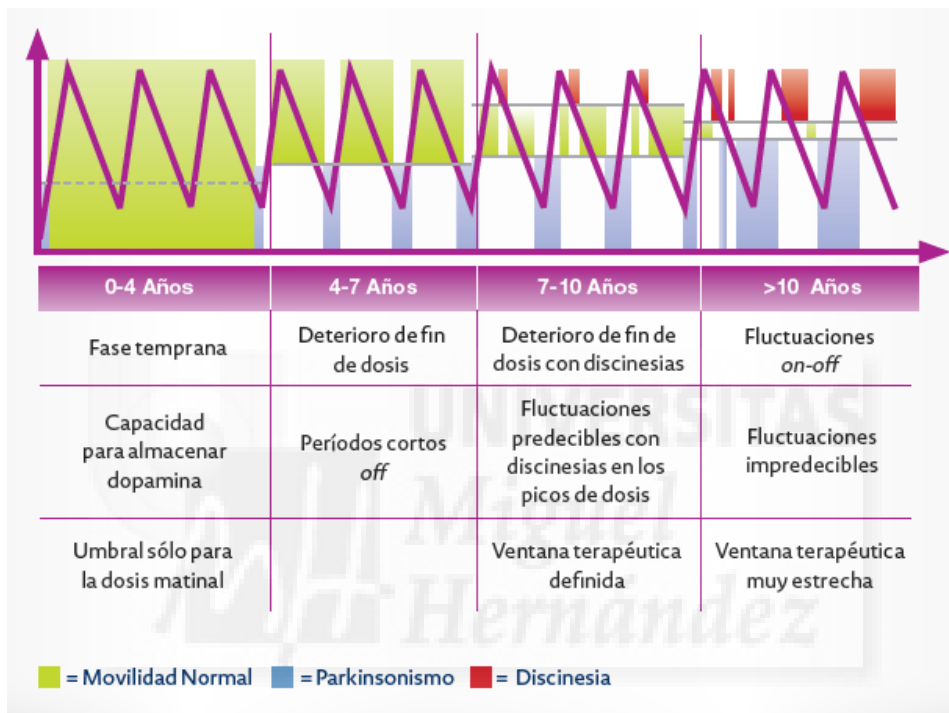 0-4 Años
4-7 Años
7-10 Años
>10 Años
Fase temprana
Deterioro de fin
de dosis
Deterioro de fin de
dosis con discinesias
Fluctuaciones
on-off
Capacidad
para almacenar
dopamina
Períodos cortos
off
Fluctuaciones
predecibles con
discinesias en los
picos de dosis
Fluctuaciones
impredecibles
Umbral sólo para
la dosis matinal
Ventana terapéutica
definida
Ventana terapéutica
muy estrecha
UNIVERSITAS
Miguel
Hernández
= Movilidad Normal
= Parkinsonismo
= Discinesia